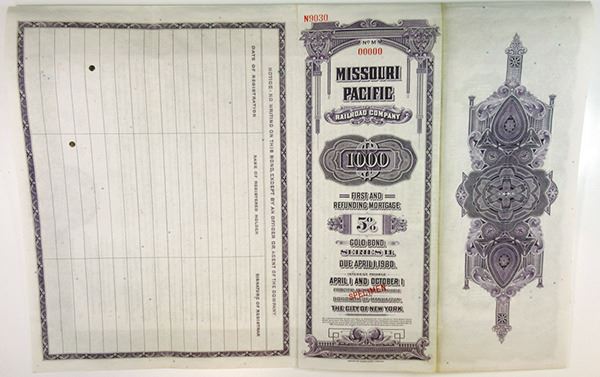 DATE OF REGISTRATION
NAME OF REGISTERED HOLDER
SIGNATURE OF REGISTRAR
NOTICE: NO WRITING ON THIS BOND, EXCEPT BY AN OFFICER OR AGENT OF THE COMPANY.
N9030
No M
00000
MISSOURI
PACIFIC
RAILROAD COMPANY
1000
FIRST AND
REFUNDING MORTGAGE
5%
GOLD BOND
SERIES H
DUE APRIL 1, 1980.
INTEREST PAYABLE
APRIL 1 AND OCTOBER 1
SPECIMEN
BOROUGH OF MANHATTAN
THE CITY OF NEW YORK.